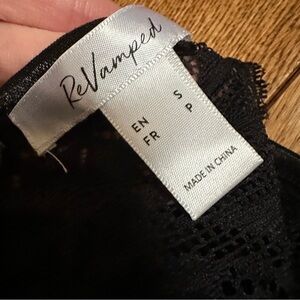 ReVamped
EN S
FR P
MADE IN CHINA